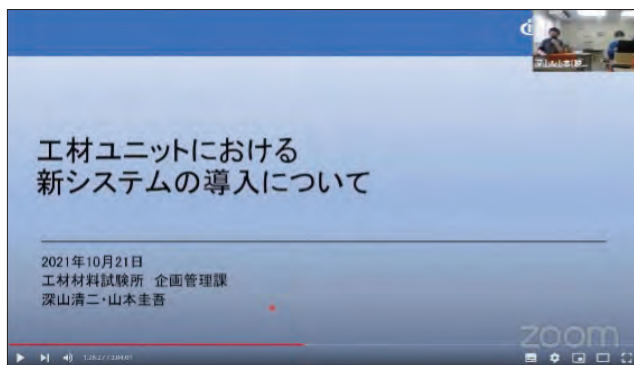 工材ユニットにおける
新システムの導入について
2021年10月21日
工材材料試験所 企画管理課
深山清二・山本圭吾
zoom